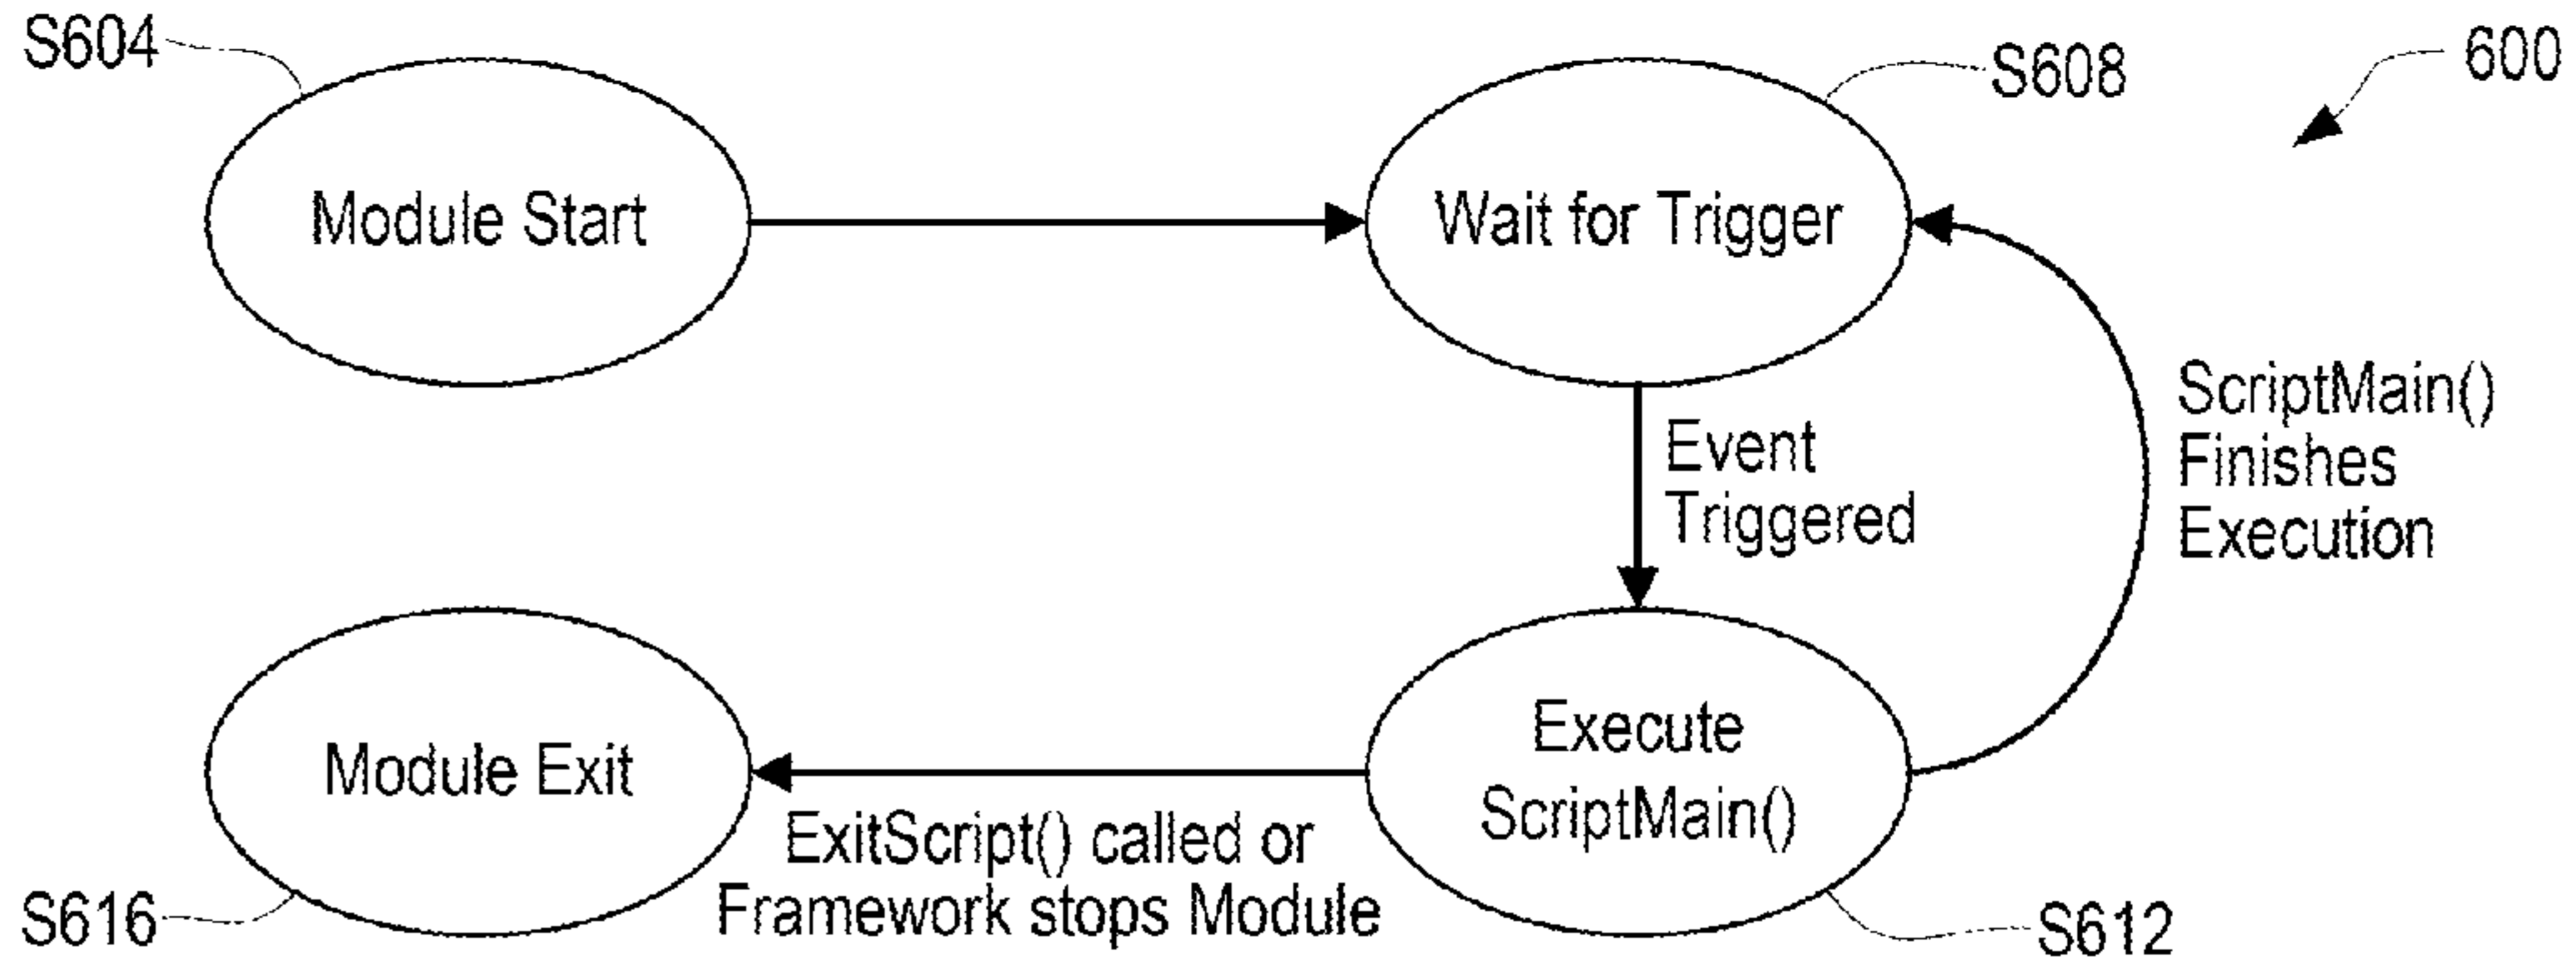 S604
S608
600
Module Start
Wait for Trigger
Event
Triggered
ScriptMain()
Finishes
Execution
Module Exit
Execute
ScriptMain()
ExitScript() called or
Framework stops Module
S616
S612